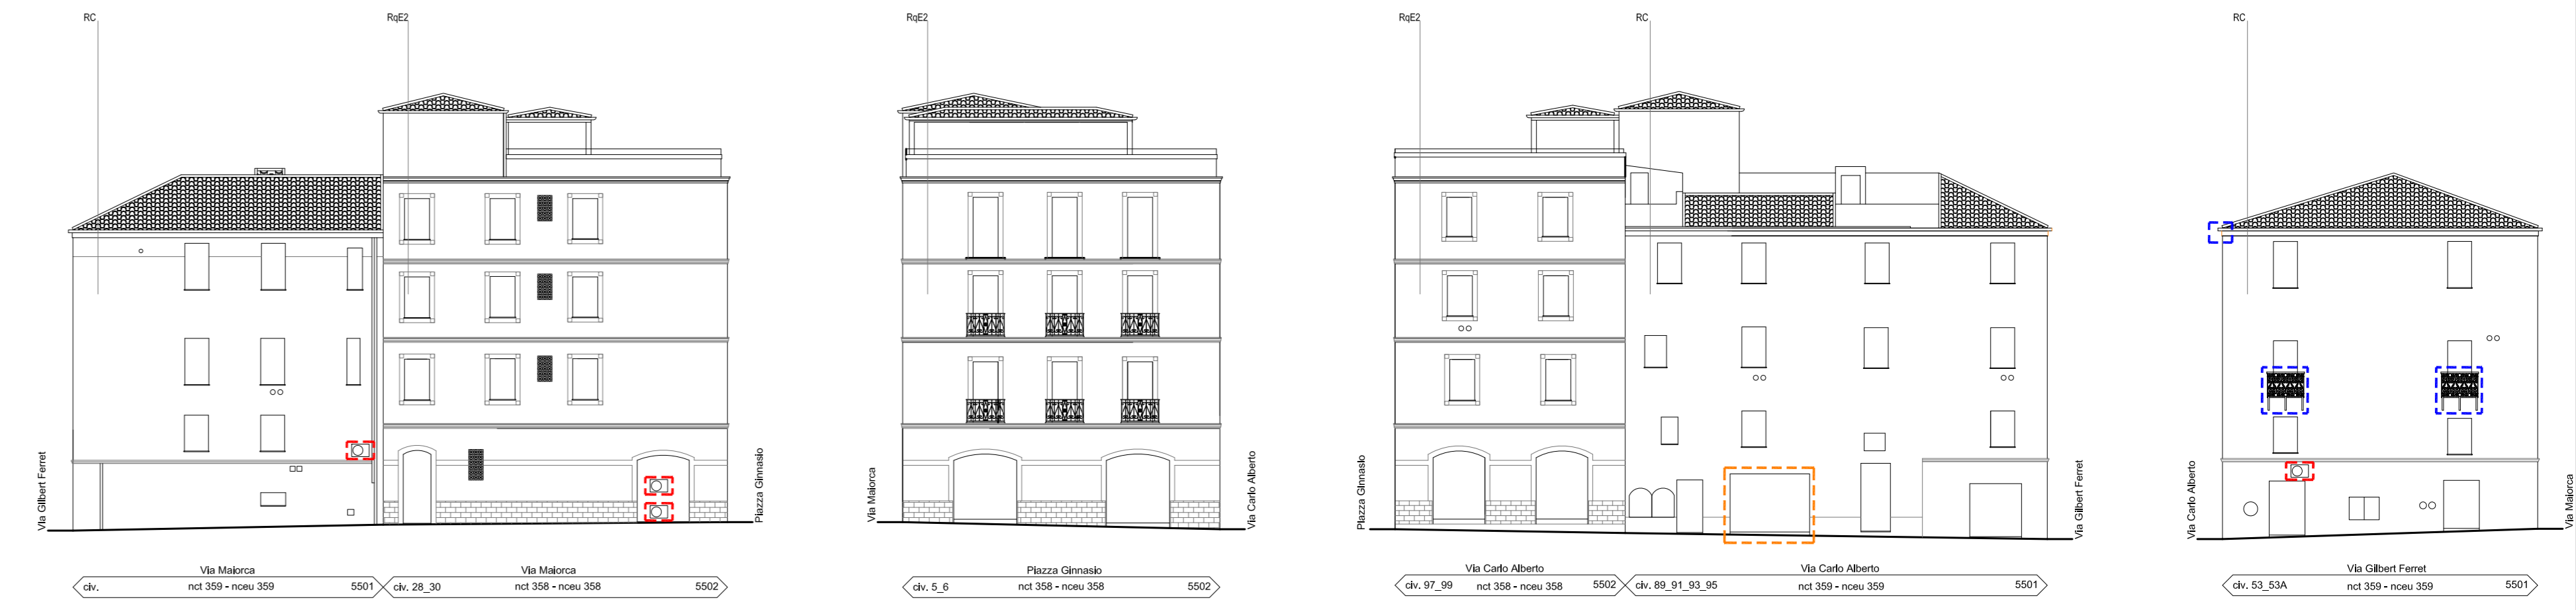 RC
RqE2
RqE2
RqE2
RC
RC
Via Gilbert Ferret
Piazza Ginnasio
Via Maiorca
Via Carlo Alberto
Piazza Ginnasio
Via Gilbert Ferret
Via Carlo Alberto
Via Maiorca
Via Maiorca
civ. nct 359 - nceu 359 5501
Via Maiorca
civ. 28_30 nct 358 - nceu 358 5502
Piazza Ginnasio
civ. 5_6 nct 358 - nceu 358 5502
Via Carlo Alberto
civ. 97_99 nct 358 - nceu 358 5502
Via Carlo Alberto
civ. 89_91_93_95 nct 359 - nceu 359 5501
Via Gilbert Ferret
civ. 53_53A nct 359 - nceu 359 5501